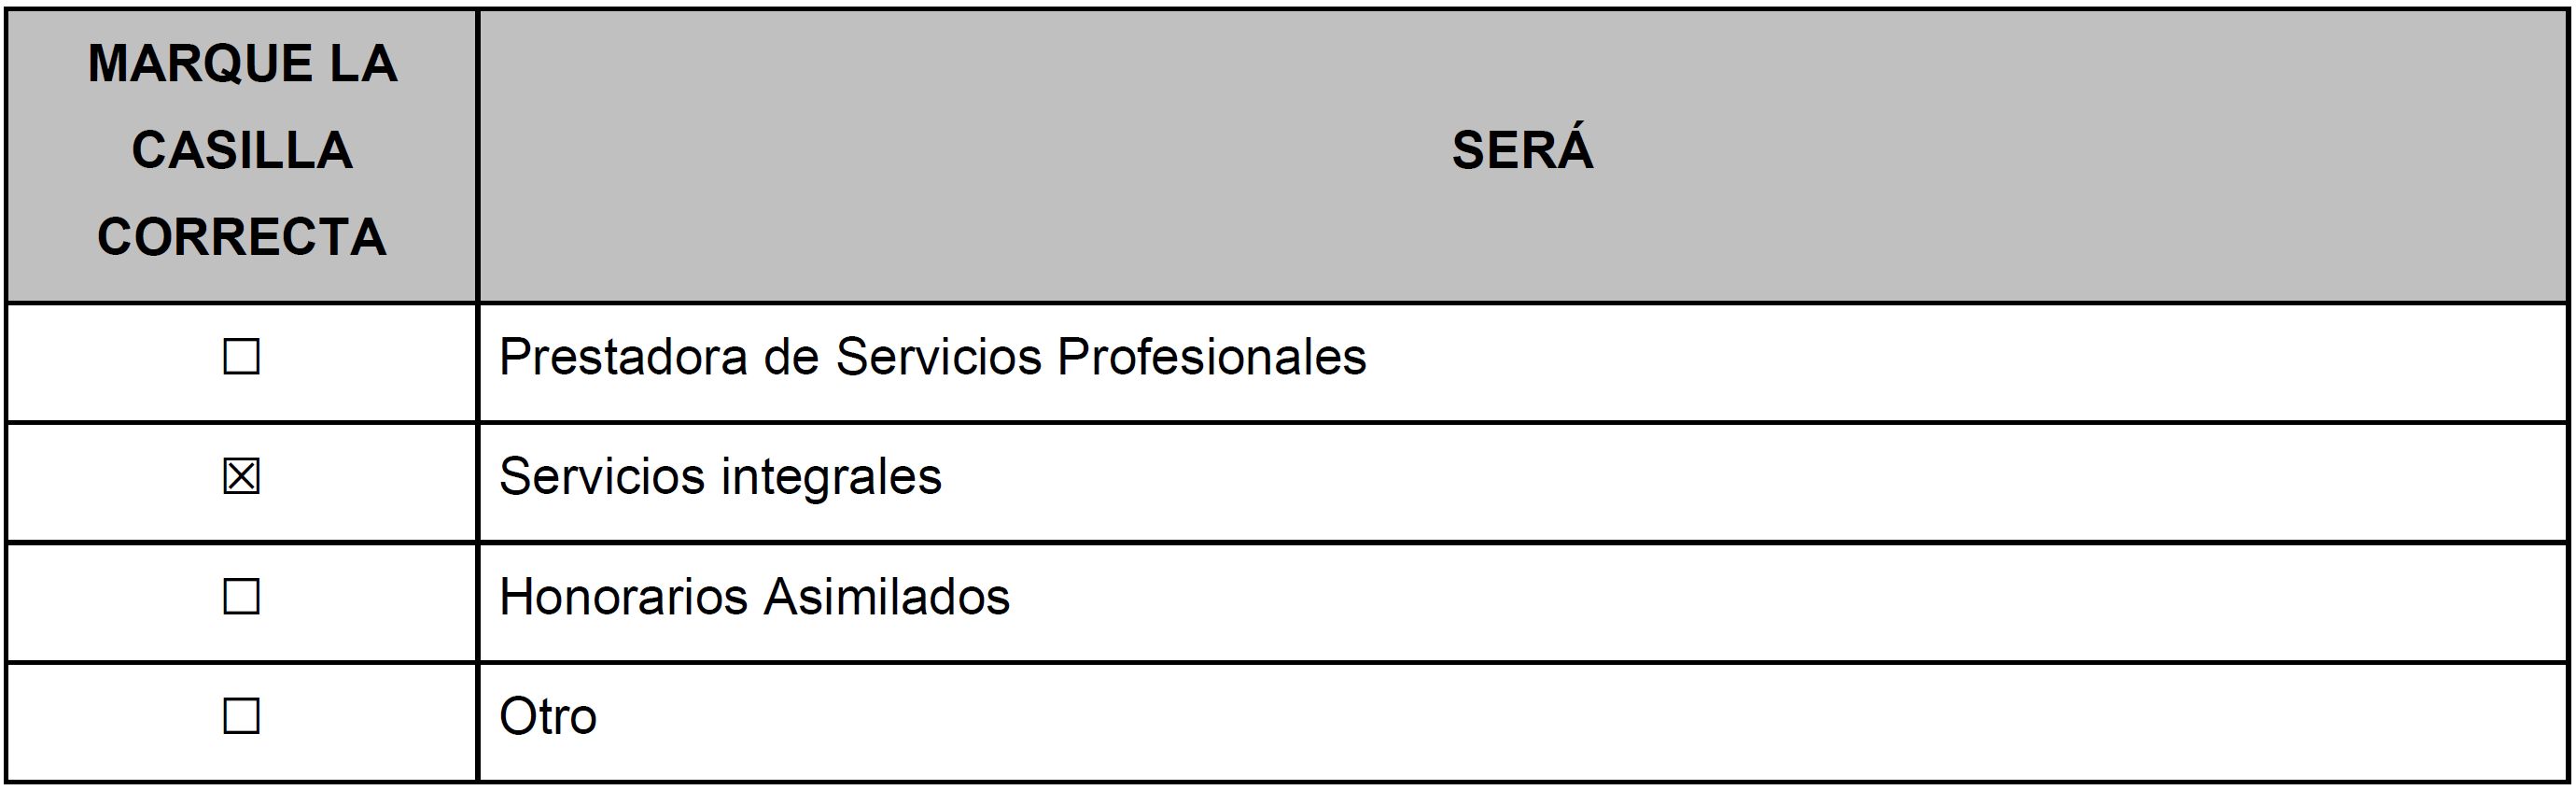 MARQUE LA
CASILLA
CORRECTA
SERÁ
☐ Prestadora de Servicios Profesionales
☒ Servicios integrales
☐ Honorarios Asimilados
☐ Otro